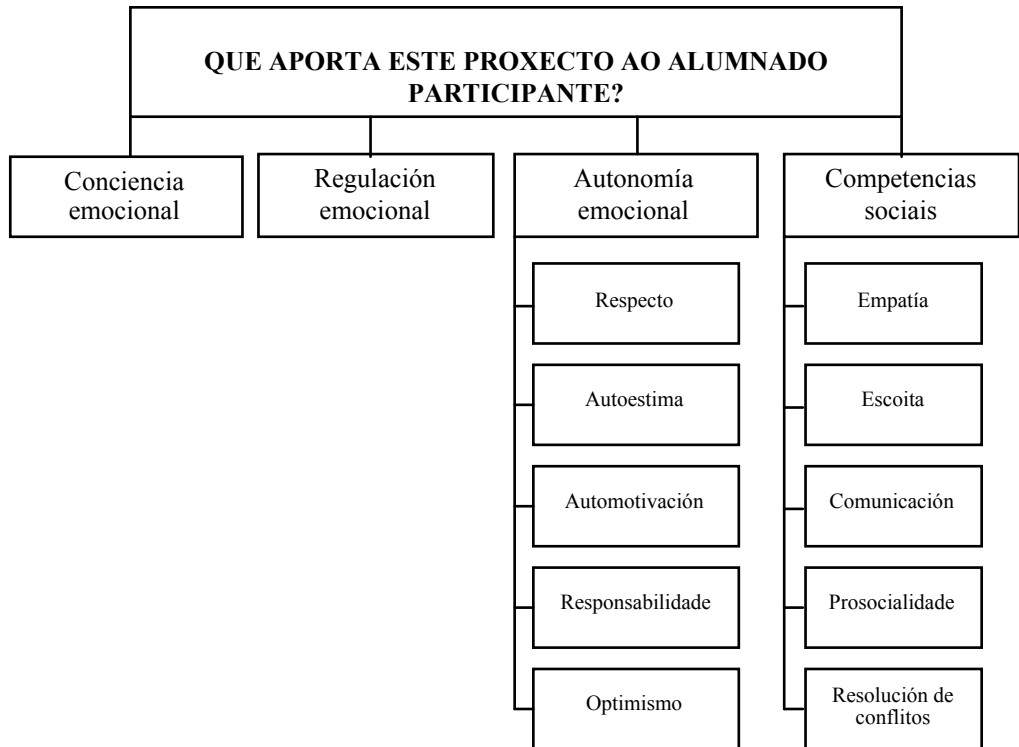 QUE APORTA ESTE PROXECTO AO ALUMNADO
PARTICIPANTE?
Conciencia
emocional
Regulación
emocional
Autonomía
emocional
Competencias
sociais
Respecto
Autoestima
Automotivación
Responsabilidade
Optimismo
Empatía
Escoita
Comunicación
Prosocialidade
Resolución de
conflitos